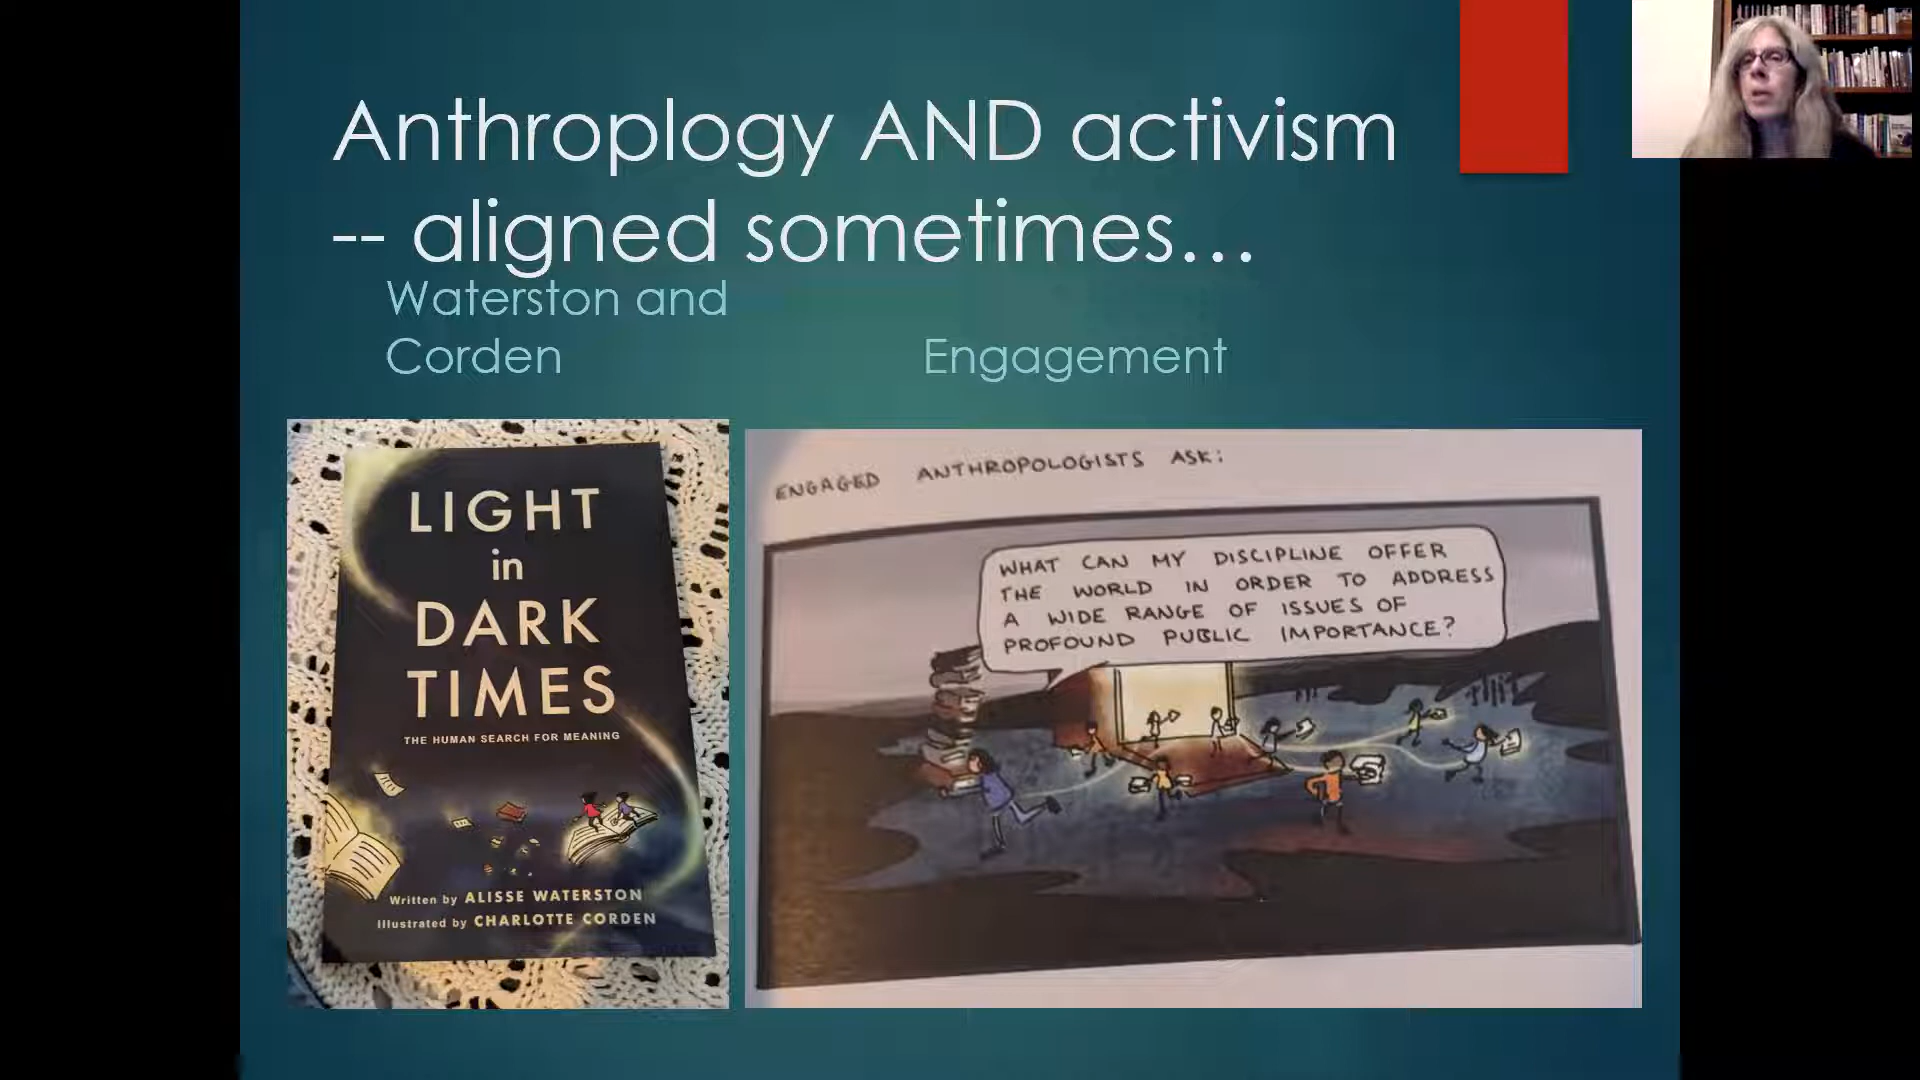 Anthroplogy AND activism
-- aligned sometimes…
Waterston and
Corden
Engagement
LIGHT
in
DARK
TIMES
THE HUMAN SEARCH FOR MEANING
Written by ALISSE WATERSTON
Illustrated by CHARLOTTE CORDEN
ENGAGED ANTHROPOLOGISTS ASK:
WHAT CAN MY DISCIPLINE OFFER
THE WORLD IN ORDER TO ADDRESS
A WIDE RANGE OF ISSUES OF
PROFOUND PUBLIC IMPORTANCE?